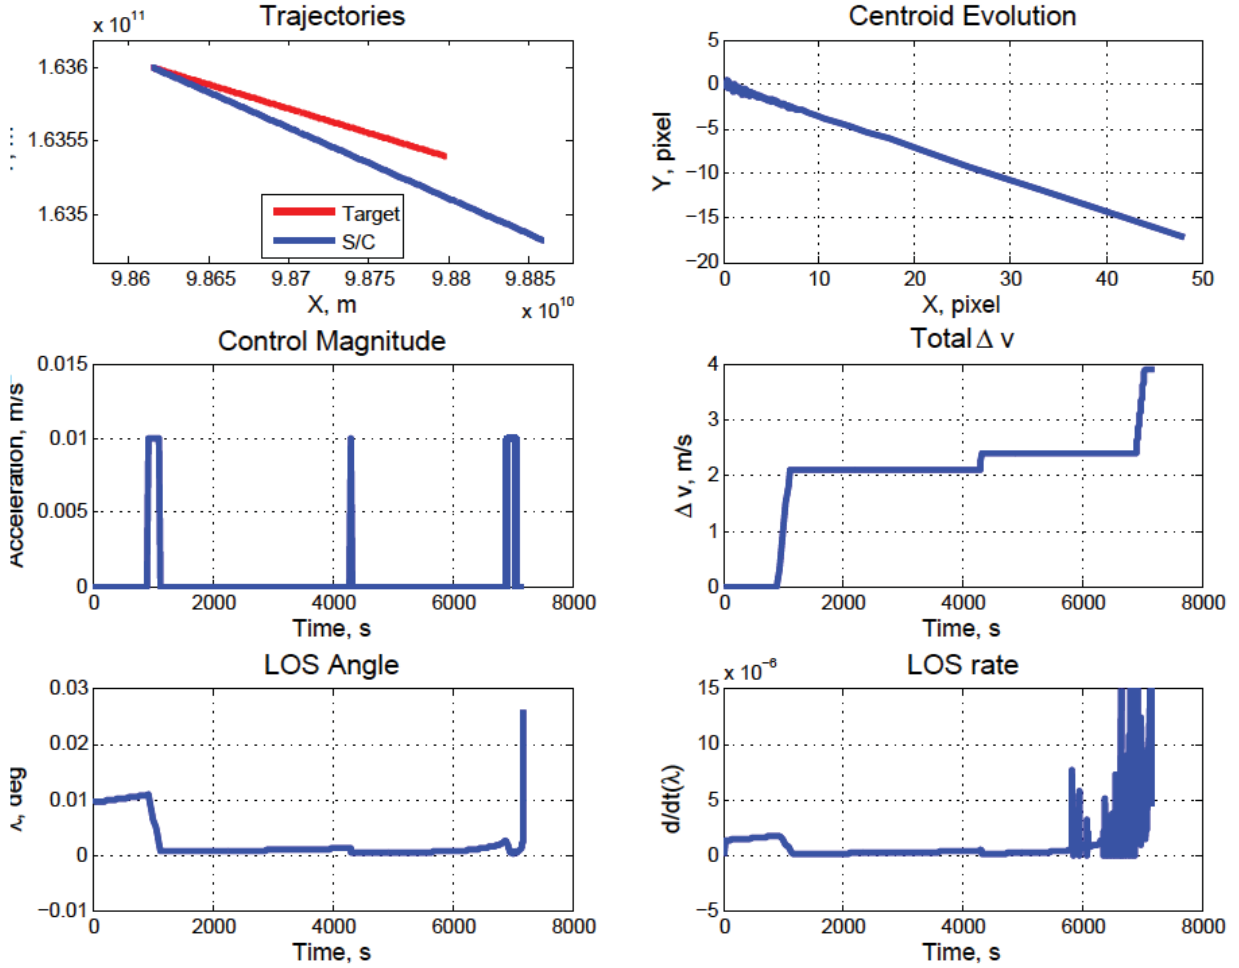 Trajectories
x 10¹¹
1.636
1.6355
1.635
, m
Target
S/C
9.86 9.865 9.87 9.875 9.88 9.885
X, m
x 10¹⁰
Centroid Evolution
5
0
−5
−10
−15
−20
Y, pixel
0 10 20 30 40 50
X, pixel
Control Magnitude
0.015
0.01
0.005
0
Acceleration, m/s
0 2000 4000 6000 8000
Time, s
Total Δ v
4
3
2
1
0
Δ v, m/s
0 2000 4000 6000 8000
Time, s
LOS Angle
0.03
0.02
0.01
0
−0.01
λ, deg
0 2000 4000 6000 8000
Time, s
LOS rate
x 10⁻⁶
15
10
5
0
−5
d/dt(λ)
0 2000 4000 6000 8000
Time, s